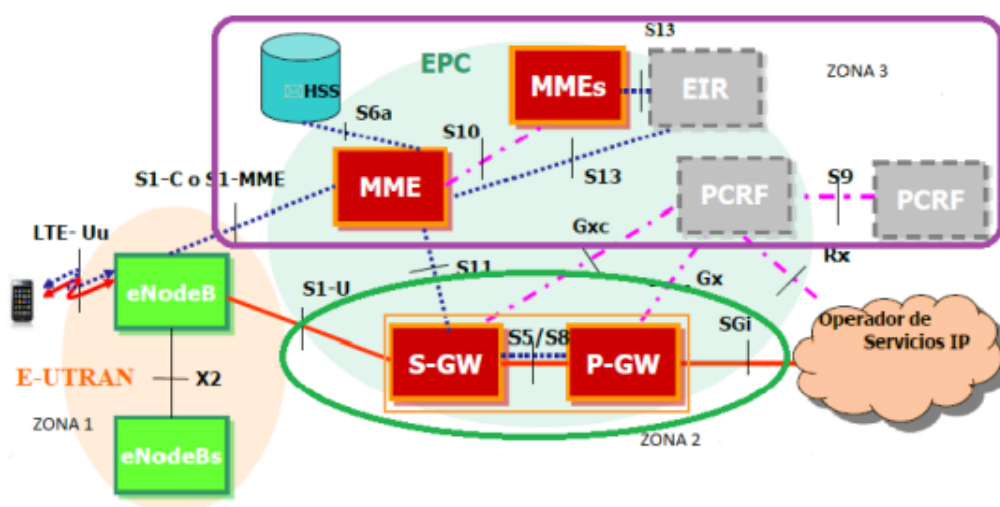 S13
HSS
EPC
MMEs
EIR
ZONA 3
S6a
S10
S1-C o S1-MME
MME
S13
PCRF
S9
PCRF
LTE- Uu
Gxc
Rx
eNodeB
S11
Gx
S1-U
SGi
Operador de
Servicios IP
S-GW
S5/S8
P-GW
E-UTRAN
X2
ZONA 1
ZONA 2
eNodeBs